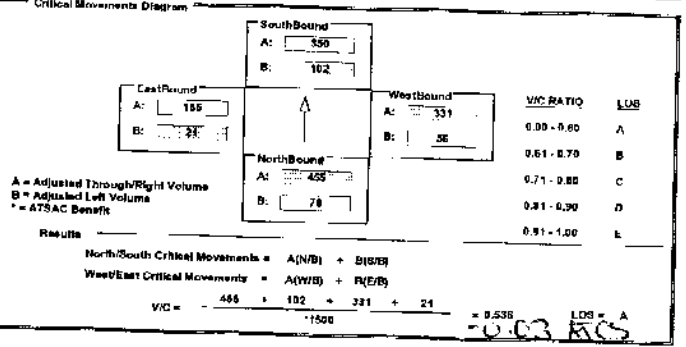 Critical Movements Diagram
SouthBound
A: 350
B: 102
EastBound
A:
B: 21
WestBound
A: 331
B: 56
NorthBound
A: 455
B: 78
V/C RATIO LOS
0.00 - 0.60 A
0.61 - 0.70 B
0.71 - 0.80 C
0.81 - 0.90 D
0.91 - 1.00 E
A = Adjusted Through/Right Volume
B = Adjusted Left Volume
* = ATSAC Benefit
Results
North/South Critical Movements = A(N/B) + B(S/B)
West/East Critical Movements = A(W/B) + B(E/B)
V/C = 455 + 102 + 331 + 21
*1500
= 0.536 LOS = A